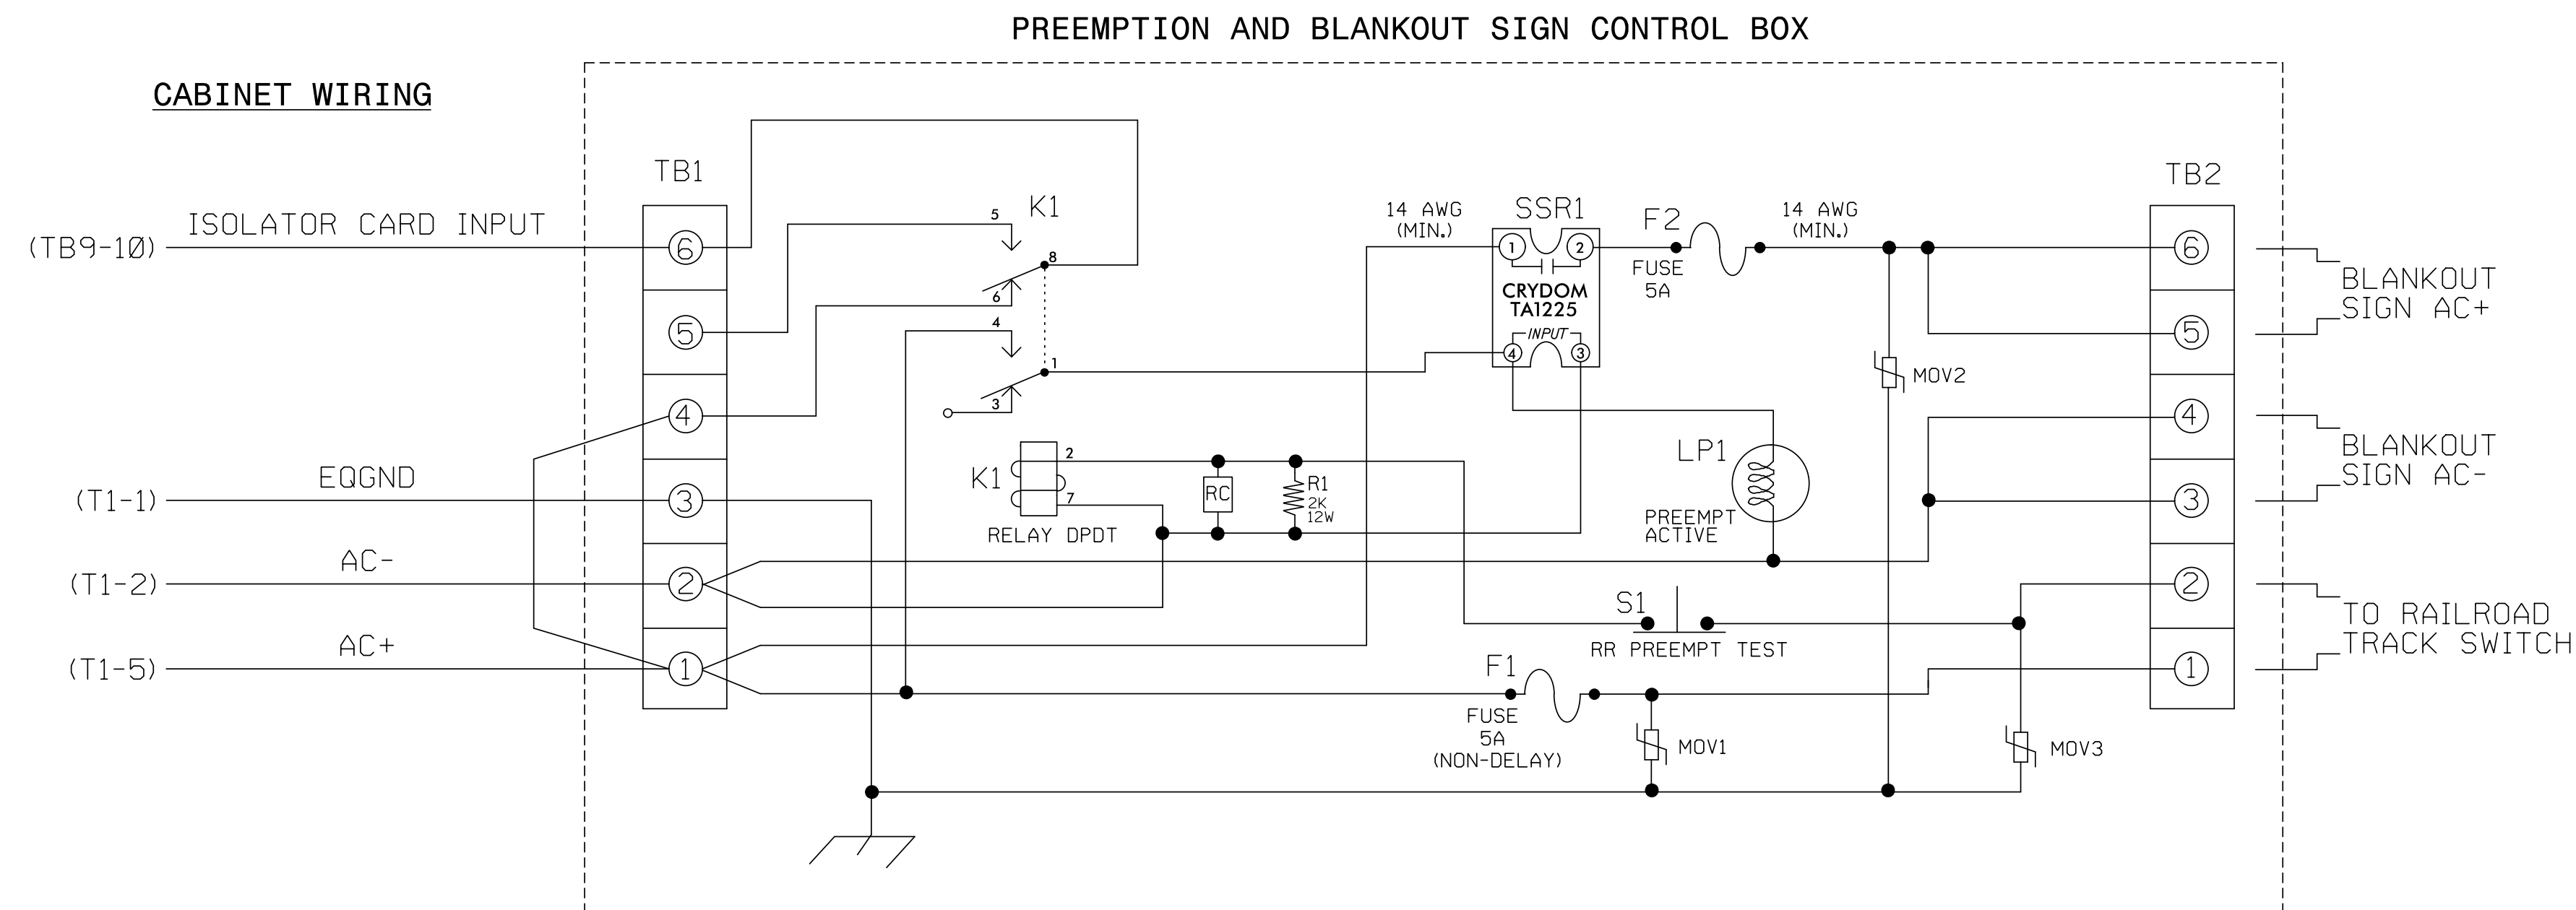 PREEMPTION AND BLANKOUT SIGN CONTROL BOX
CABINET WIRING
TB1
TB2
(TB9-10) ISOLATOR CARD INPUT
(T1-1) EQGND
(T1-2) AC-
(T1-5) AC+
6
5
4
3
2
1
K1
5
8
6
4
1
3
K1
2
7
RELAY DPDT
RC
R1
2K
12W
14 AWG
(MIN.)
SSR1
1
2
CRYDOM
TA1225
INPUT
4
3
F2
FUSE
5A
14 AWG
(MIN.)
MOV2
LP1
PREEMPT
ACTIVE
S1
RR PREEMPT TEST
F1
FUSE
5A
(NON-DELAY)
MOV1
MOV3
6
5
4
3
2
1
BLANKOUT
SIGN AC+
BLANKOUT
SIGN AC-
TO RAILROAD
TRACK SWITCH